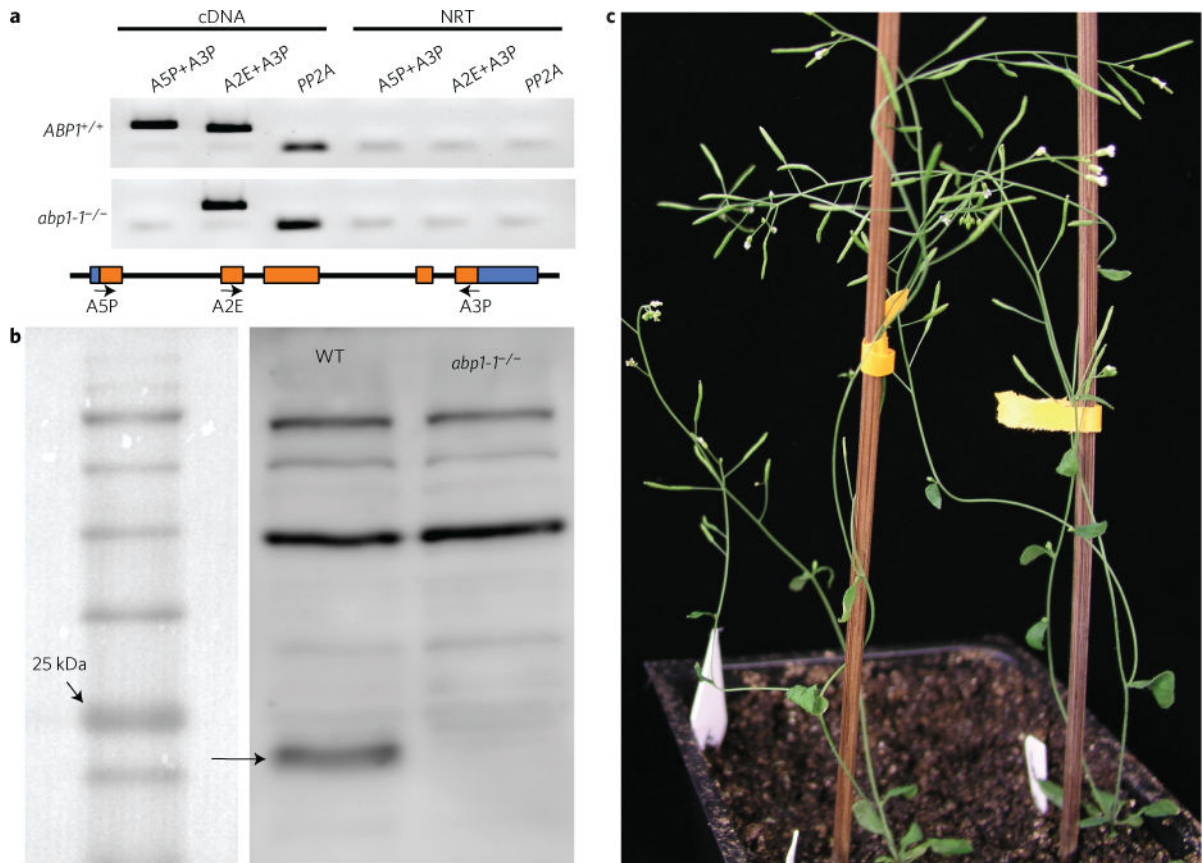 a
cDNA NRT
A5P+A3P A2E+A3P PP2A A5P+A3P A2E+A3P PP2A
ABP1+/+
abp1-1−/−
A5P A2E A3P
b
WT abp1-1−/−
25 kDa
c